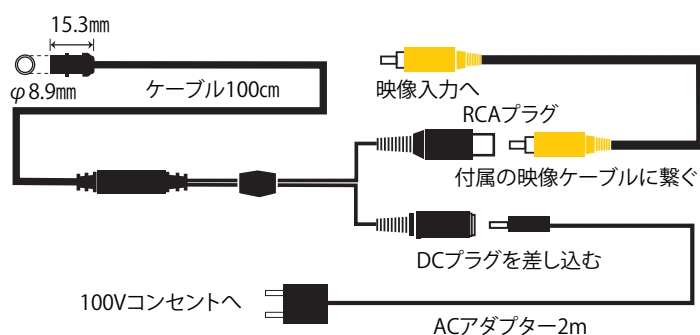 15.3㎜
φ8.9㎜
ケーブル100㎝
映像入力へ
RCAプラグ
付属の映像ケーブルに繋ぐ
DCプラグを差し込む
100Vコンセントへ
ACアダプター2m